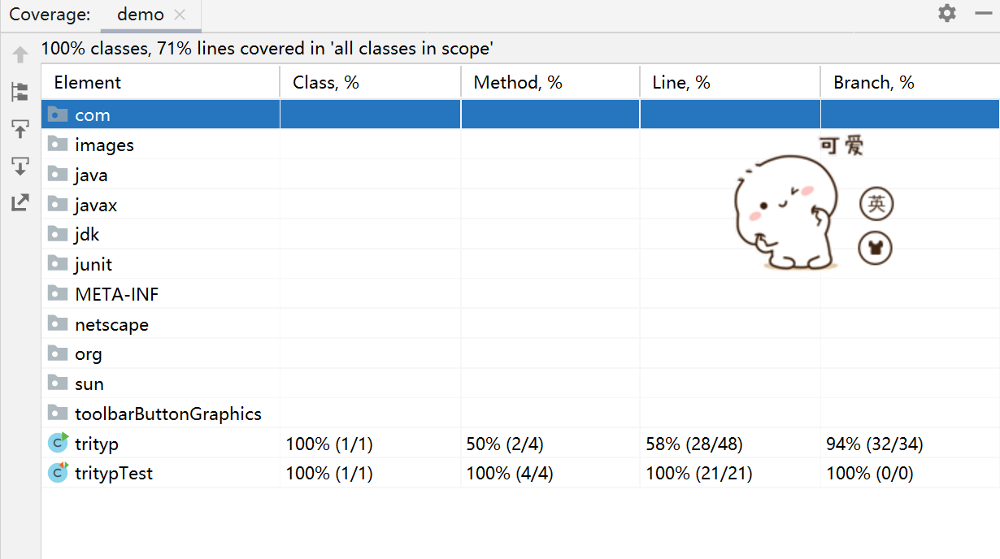 Coverage: demo
100% classes, 71% lines covered in 'all classes in scope'
Element Class, % Method, % Line, % Branch, %
com
images
java
javax
jdk
junit
META-INF
netscape
org
sun
toolbarButtonGraphics
C trityp 100% (1/1) 50% (2/4) 58% (28/48) 94% (32/34)
C tritypTest 100% (1/1) 100% (4/4) 100% (21/21) 100% (0/0)
可爱
英